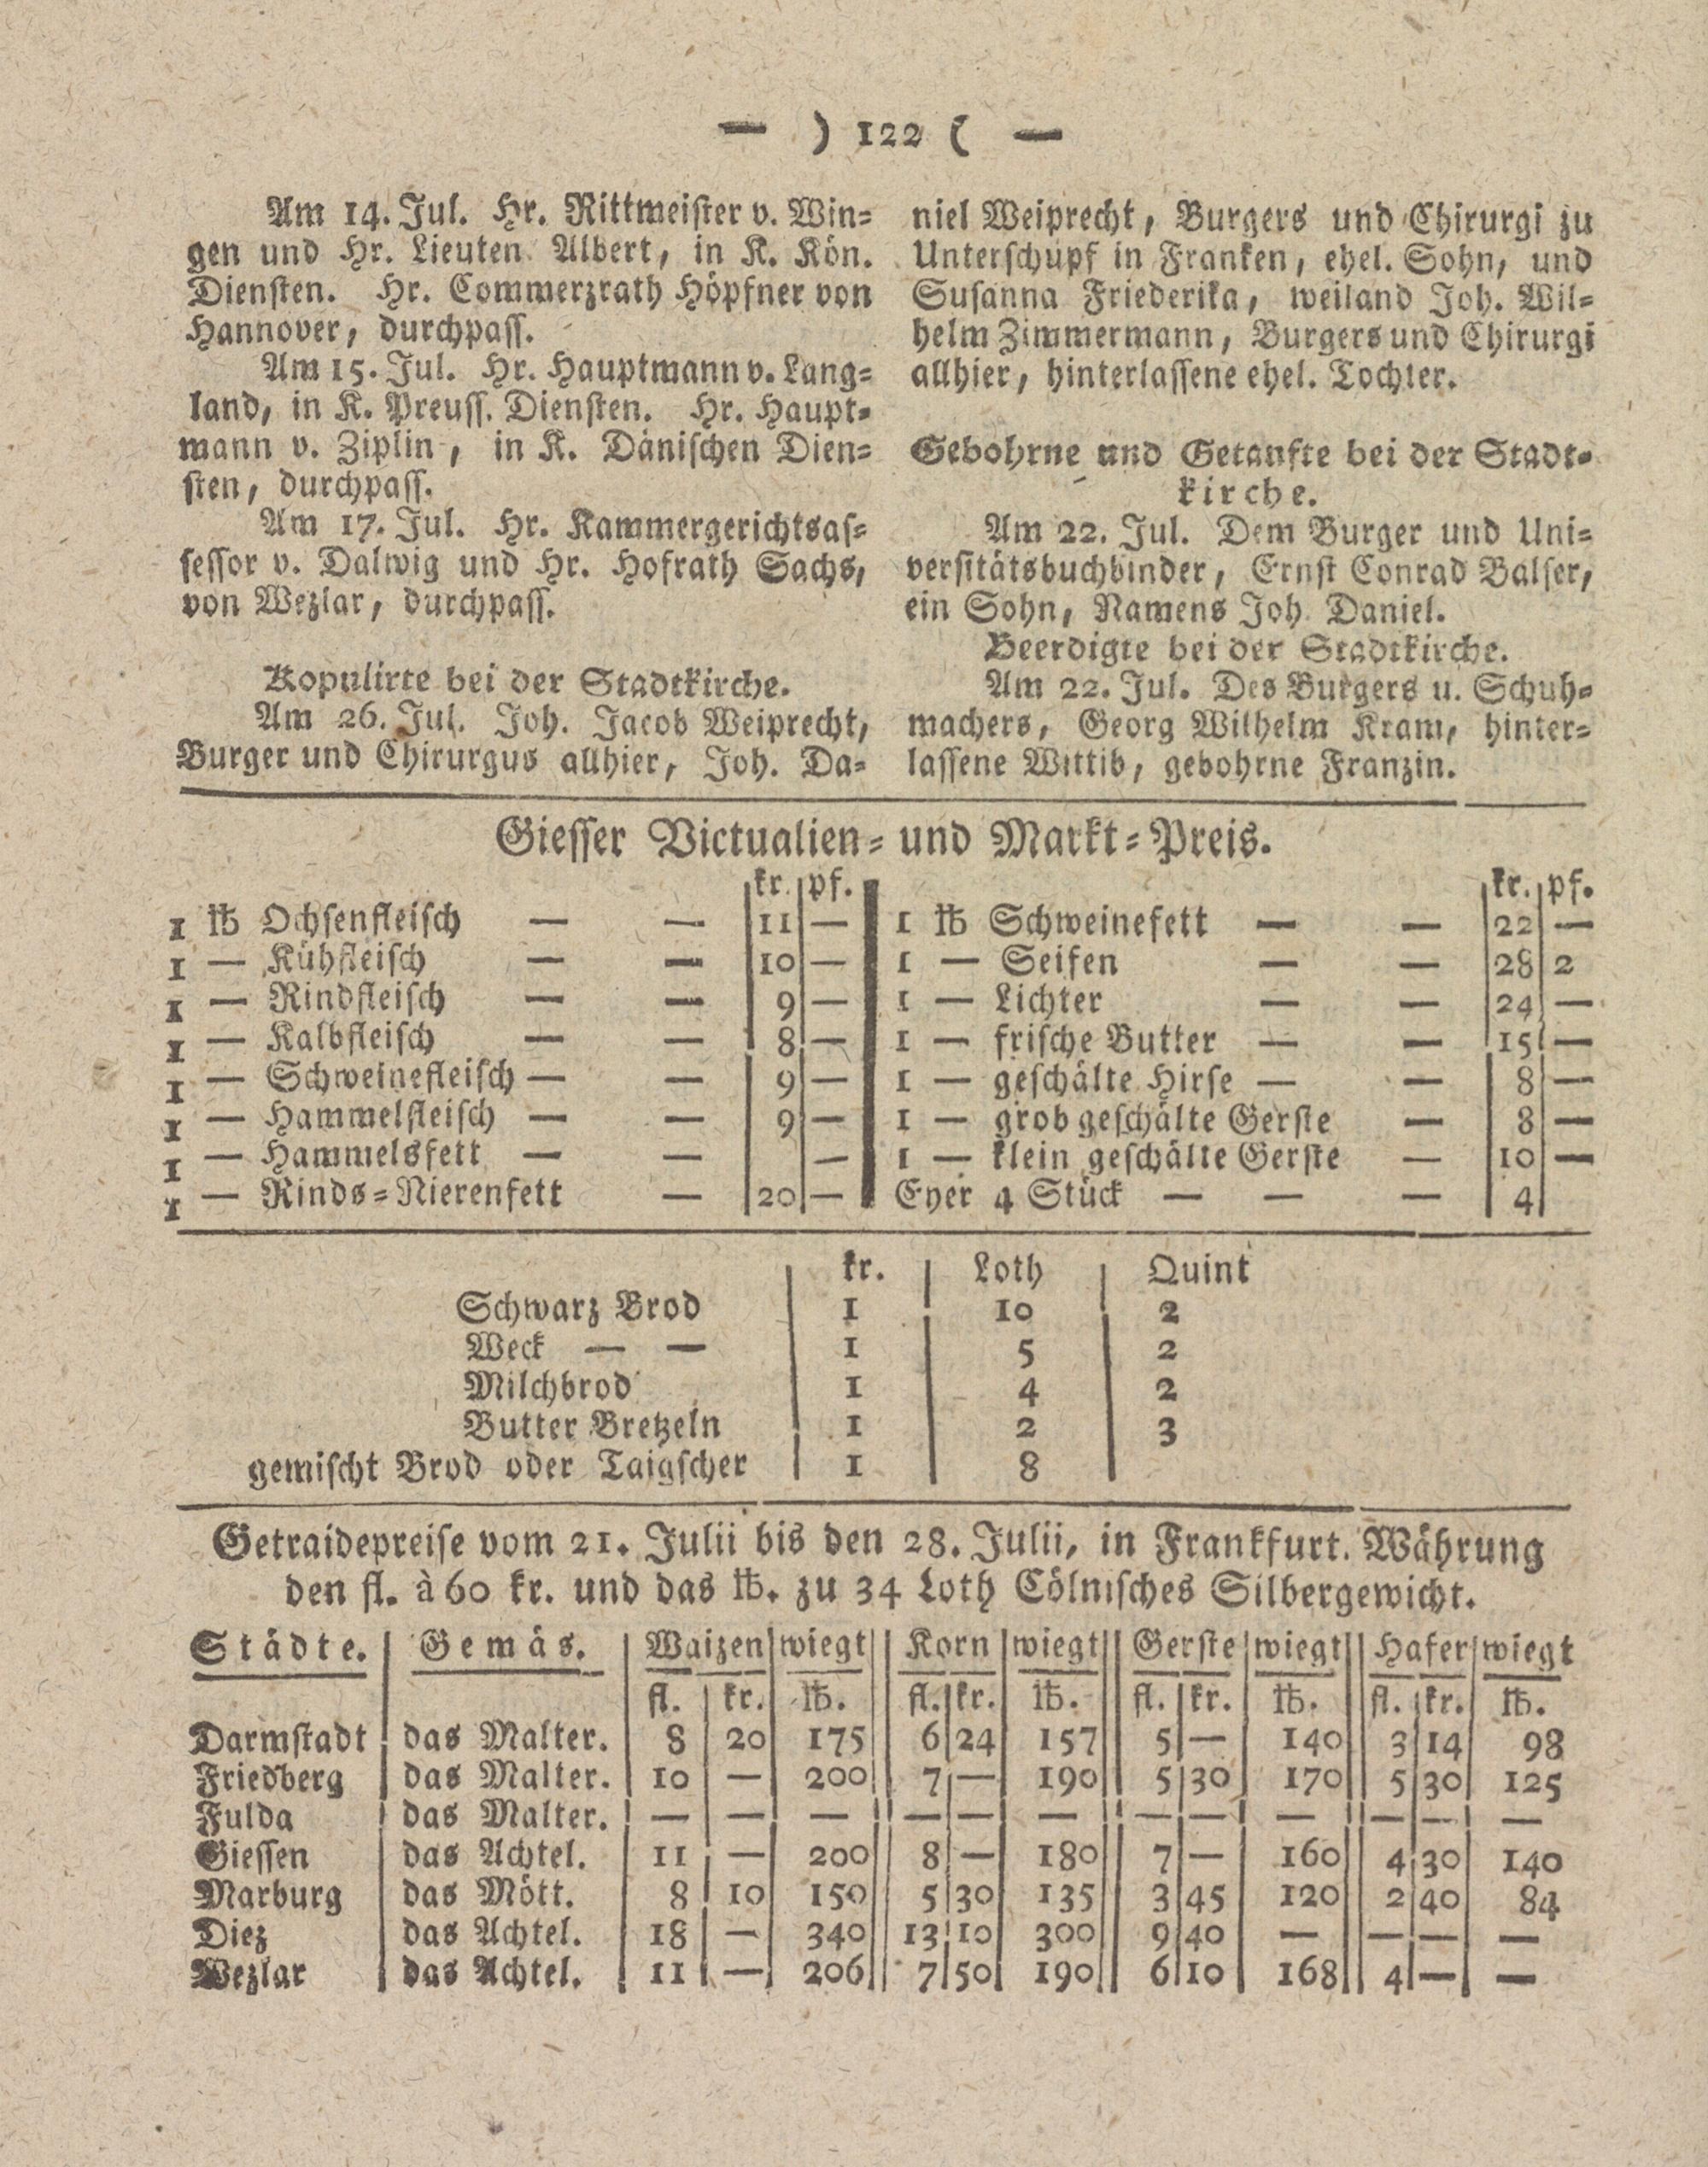 — ) 122 ( —
Am 14. Jul. Hr. Rittmeister v. Win-
gen und Hr. Lieuten Albert, in K. Kön.
Diensten. Hr. Commerzrath Höpfner von
Hannover, durchpass.
Am 15. Jul. Hr. Hauptmann v. Lang-
land, in K. Preuss. Diensten. Hr. Haupt-
mann v. Ziplin, in K. Dänischen Dien-
sten, durchpass.
Am 17. Jul. Hr. Kammergerichtsas-
sessor v. Dalwig und Hr. Hofrath Sachs,
von Wezlar, durchpass.
Kopulirte bei der Stadtkirche.
Am 26. Jul. Joh. Jacob Weiprecht,
Burger und Chirurgus allhier, Joh. Da-
niel Weiprecht, Burgers und Chirurgi zu
Unterschüpf in Franken, ehel. Sohn, und
Susanna Friederika, weiland Joh. Wil-
helm Zimmermann, Burgers und Chirurgi
allhier, hinterlassene ehel. Tochter.
Gebohrne und Getaufte bei der Stadt-
kirche.
Am 22. Jul. Dem Burger und Uni-
versitätsbuchbinder, Ernst Conrad Balser,
ein Sohn, Namens Joh. Daniel.
Beerdigte bei der Stadtkirche.
Am 22. Jul. Des Burgers u. Schuh-
machers, Georg Wilhelm Kram, hinter-
lassene Wittib, gebohrne Franzin.
Giesser Victualien- und Markt-Preis.
kr. pf.
1 ℔ Ochsenfleisch — — 11 —
1 — Kühfleisch — — 10 —
1 — Rindfleisch — — 9 —
1 — Kalbfleisch — — 8 —
1 — Schweinefleisch — — 9 —
1 — Hammelfleisch — — 9 —
1 — Hammelsfett — — —
1 — Rinds-Nierenfett — 20 —
kr. pf.
1 ℔ Schweinefett — — 22 —
1 — Seifen — — 28 2
1 — Lichter — — 24 —
1 — frische Butter — — 15 —
1 — geschälte Hirse — — 8 —
1 — grob geschälte Gerste — 8 —
1 — klein geschälte Gerste — 10 —
Eyer 4 Stück — — — 4
kr. Loth Quint
Schwarz Brod 1 10 2
Weck — — 1 5 2
Milchbrod 1 4 2
Butter Bretzeln 1 2 3
gemischt Brod oder Taigscher 1 8
Getraidepreise vom 21. Julii bis den 28. Julii, in Frankfurt. Währung
den fl. à 60 kr. und das ℔. zu 34 Loth Cölnisches Silbergewicht.
Städte. Gemäs. Waizen wiegt Korn wiegt Gerste wiegt Hafer wiegt
fl. kr. ℔. fl. kr. ℔. fl. kr. ℔. fl. kr. ℔.
Darmstadt das Malter. 8 20 175 6 24 157 5 — 140 3 14 98
Friedberg das Malter. 10 — 200 7 — 190 5 30 170 5 30 125
Fulda das Malter. — — — — — — — — — — — —
Giessen das Achtel. 11 — 200 8 — 180 7 — 160 4 30 140
Marburg das Mött. 8 10 150 5 30 135 3 45 120 2 40 84
Diez das Achtel. 18 — 340 13 10 300 9 40 — — — —
Wezlar das Achtel. 11 — 206 7 50 190 6 10 168 4 — —